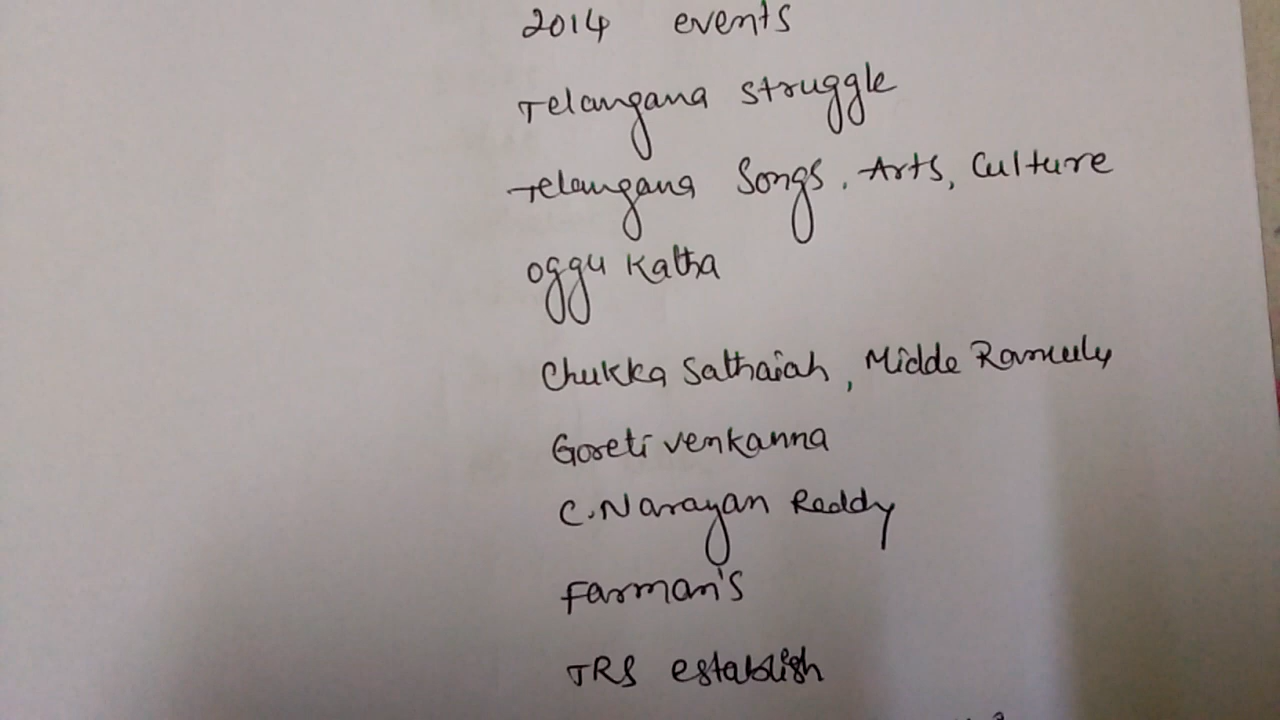 2014 events
Telangana struggle
Telangana Songs. Arts, Culture
Oggu Katha
Chukka Sathaiah, Midde Ramulu
Goreti venkanna
C. Narayan Reddy
Farman's
TRS establish